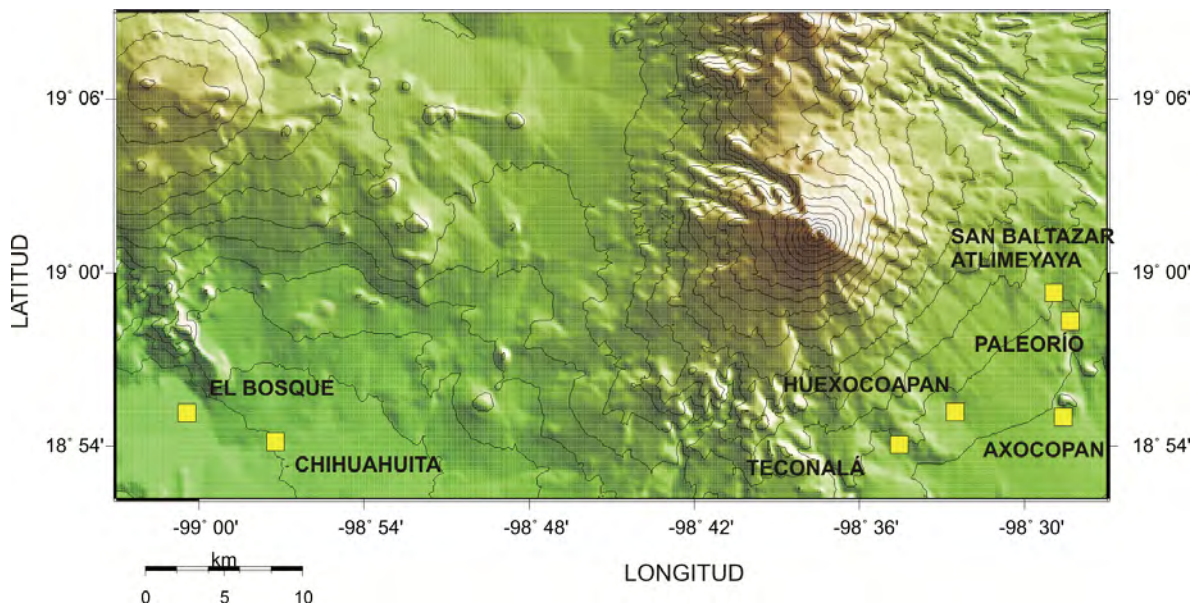 19° 06'
19° 06'
SAN BALTAZAR
ATLIMEYAYA
LATITUD
19° 00'
19° 00'
PALEORÍO
HUEXOCOAPAN
EL BOSQUE
18° 54'
18° 54'
AXOCOPAN
CHIHUAHUITA
TECONALÁ
-99° 00'
-98° 54'
-98° 48'
-98° 42'
-98° 36'
-98° 30'
km
LONGITUD
0
5
10